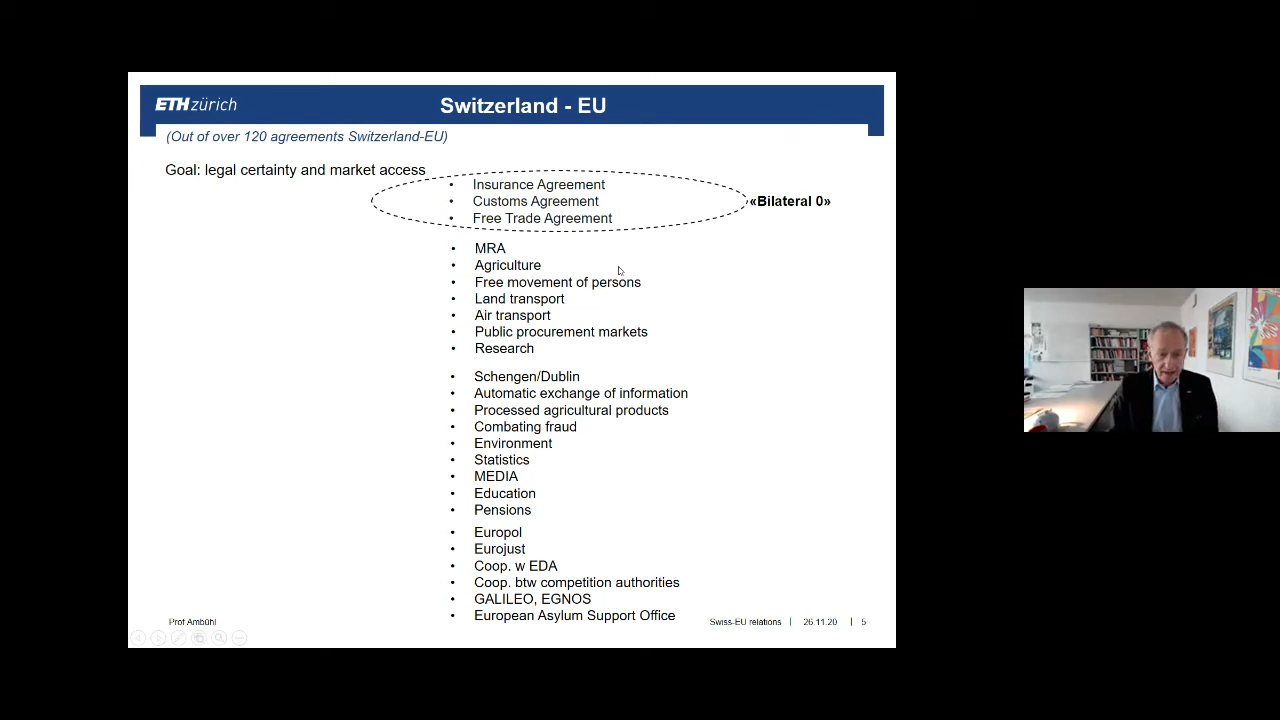 ETH zürich
Switzerland - EU
(Out of over 120 agreements Switzerland-EU)
Goal: legal certainty and market access
• Insurance Agreement
• Customs Agreement
• Free Trade Agreement
«Bilateral 0»
• MRA
• Agriculture
• Free movement of persons
• Land transport
• Air transport
• Public procurement markets
• Research
• Schengen/Dublin
• Automatic exchange of information
• Processed agricultural products
• Combating fraud
• Environment
• Statistics
• MEDIA
• Education
• Pensions
• Europol
• Eurojust
• Coop. w EDA
• Coop. btw competition authorities
• GALILEO, EGNOS
• European Asylum Support Office
Prof Ambühl
Swiss-EU relations | 26.11.20 | 5